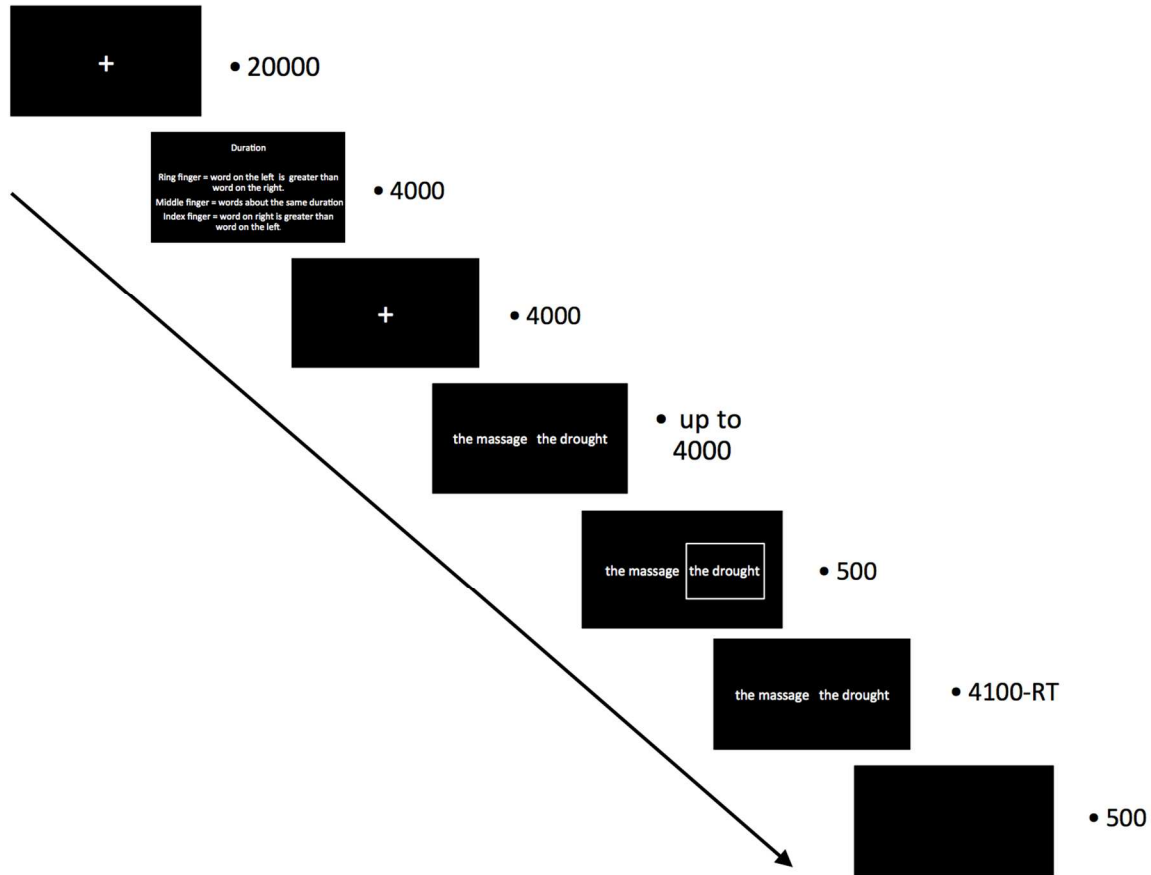 +
• 20000
Duration
Ring finger = word on the left is greater than
word on the right.
Middle finger = words about the same duration
Index finger = word on right is greater than
word on the left
• 4000
+
• 4000
the massage the drought
• up to
4000
the massage the drought
• 500
the massage the drought
• 4100-RT
• 500